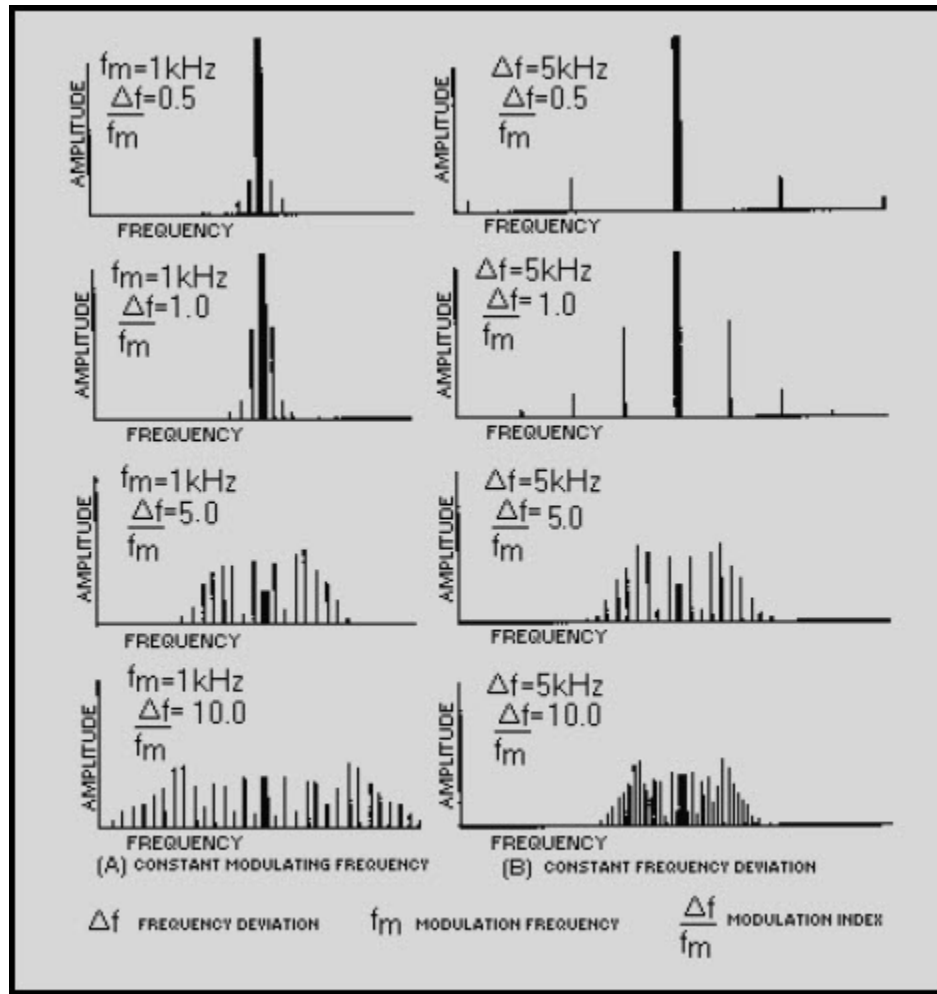 fm=1kHz
Δf=0.5
fm
AMPLITUDE
FREQUENCY
Δf=5kHz
Δf=0.5
fm
AMPLITUDE
FREQUENCY
fm=1kHz
Δf=1.0
fm
AMPLITUDE
FREQUENCY
Δf=5kHz
Δf= 1.0
fm
AMPLITUDE
FREQUENCY
fm=1kHz
Δf=5.0
fm
AMPLITUDE
FREQUENCY
Δf=5kHz
Δf= 5.0
fm
AMPLITUDE
FREQUENCY
fm=1kHz
Δf= 10.0
fm
AMPLITUDE
FREQUENCY
Δf=5kHz
Δf=10.0
fm
AMPLITUDE
FREQUENCY
(A) CONSTANT MODULATING FREQUENCY
(B) CONSTANT FREQUENCY DEVIATION
Δf FREQUENCY DEVIATION
fm MODULATION FREQUENCY
Δf
fm MODULATION INDEX